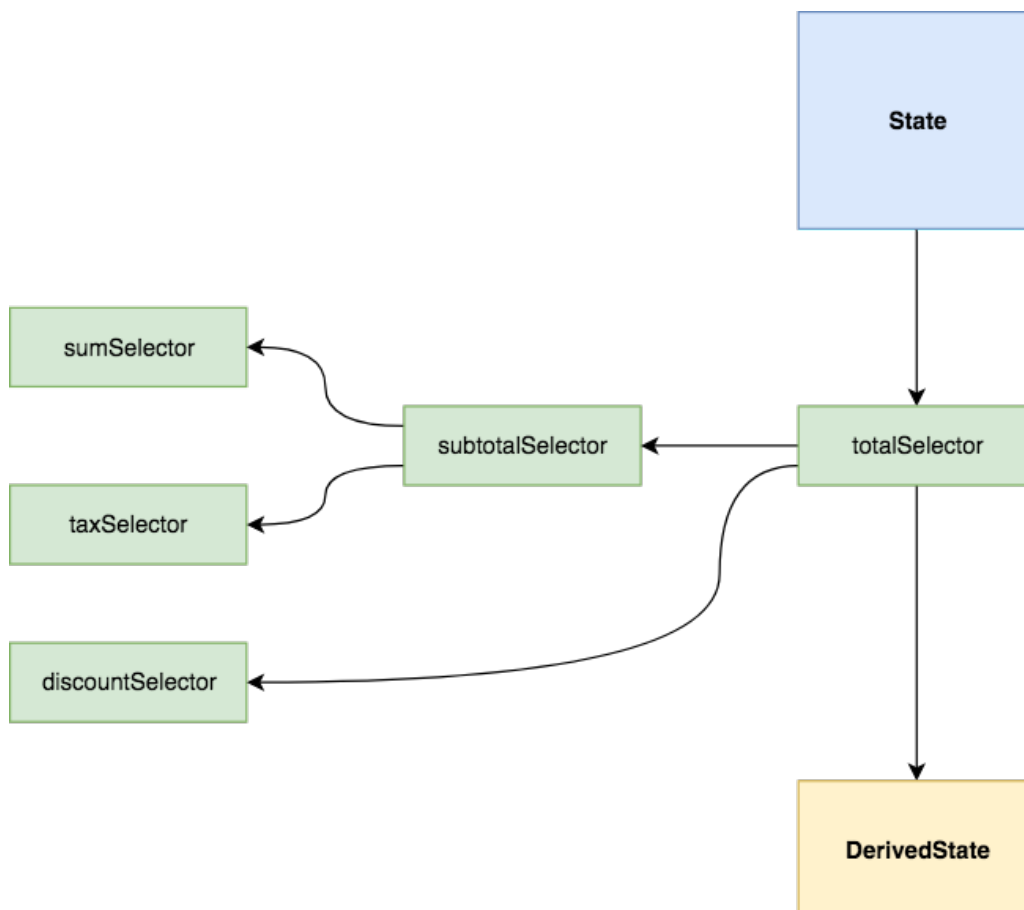 State
sumSelector
subtotalSelector
totalSelector
taxSelector
discountSelector
DerivedState